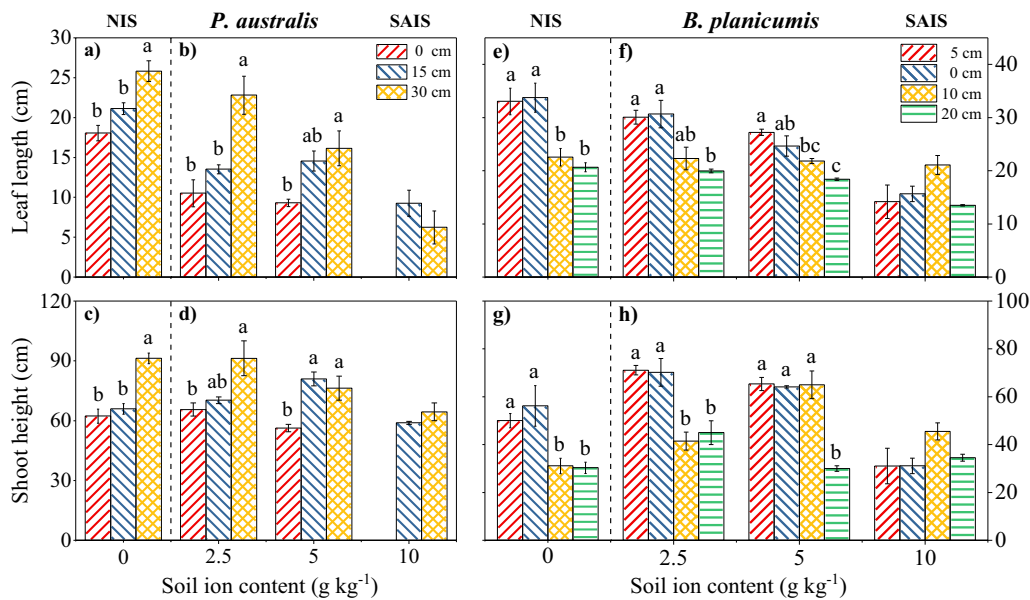 NIS P. australis SAIS NIS B. planicumis SAIS
a) b) e) f)
0 cm
15 cm
30 cm
5 cm
0 cm
10 cm
20 cm
Leaf length (cm)
30
25
20
15
10
5
0
40
30
20
10
0
b b a
b b a
b ab a
a a b b
a a ab b
a ab bc c
c) d) g) h)
Shoot height (cm)
120
90
60
30
0
100
80
60
40
20
0
b b a
b ab a
b a a
a a b b
a a b b
a a a b
0 2.5 5 10 0 2.5 5 10
Soil ion content (g kg⁻¹) Soil ion content (g kg⁻¹)